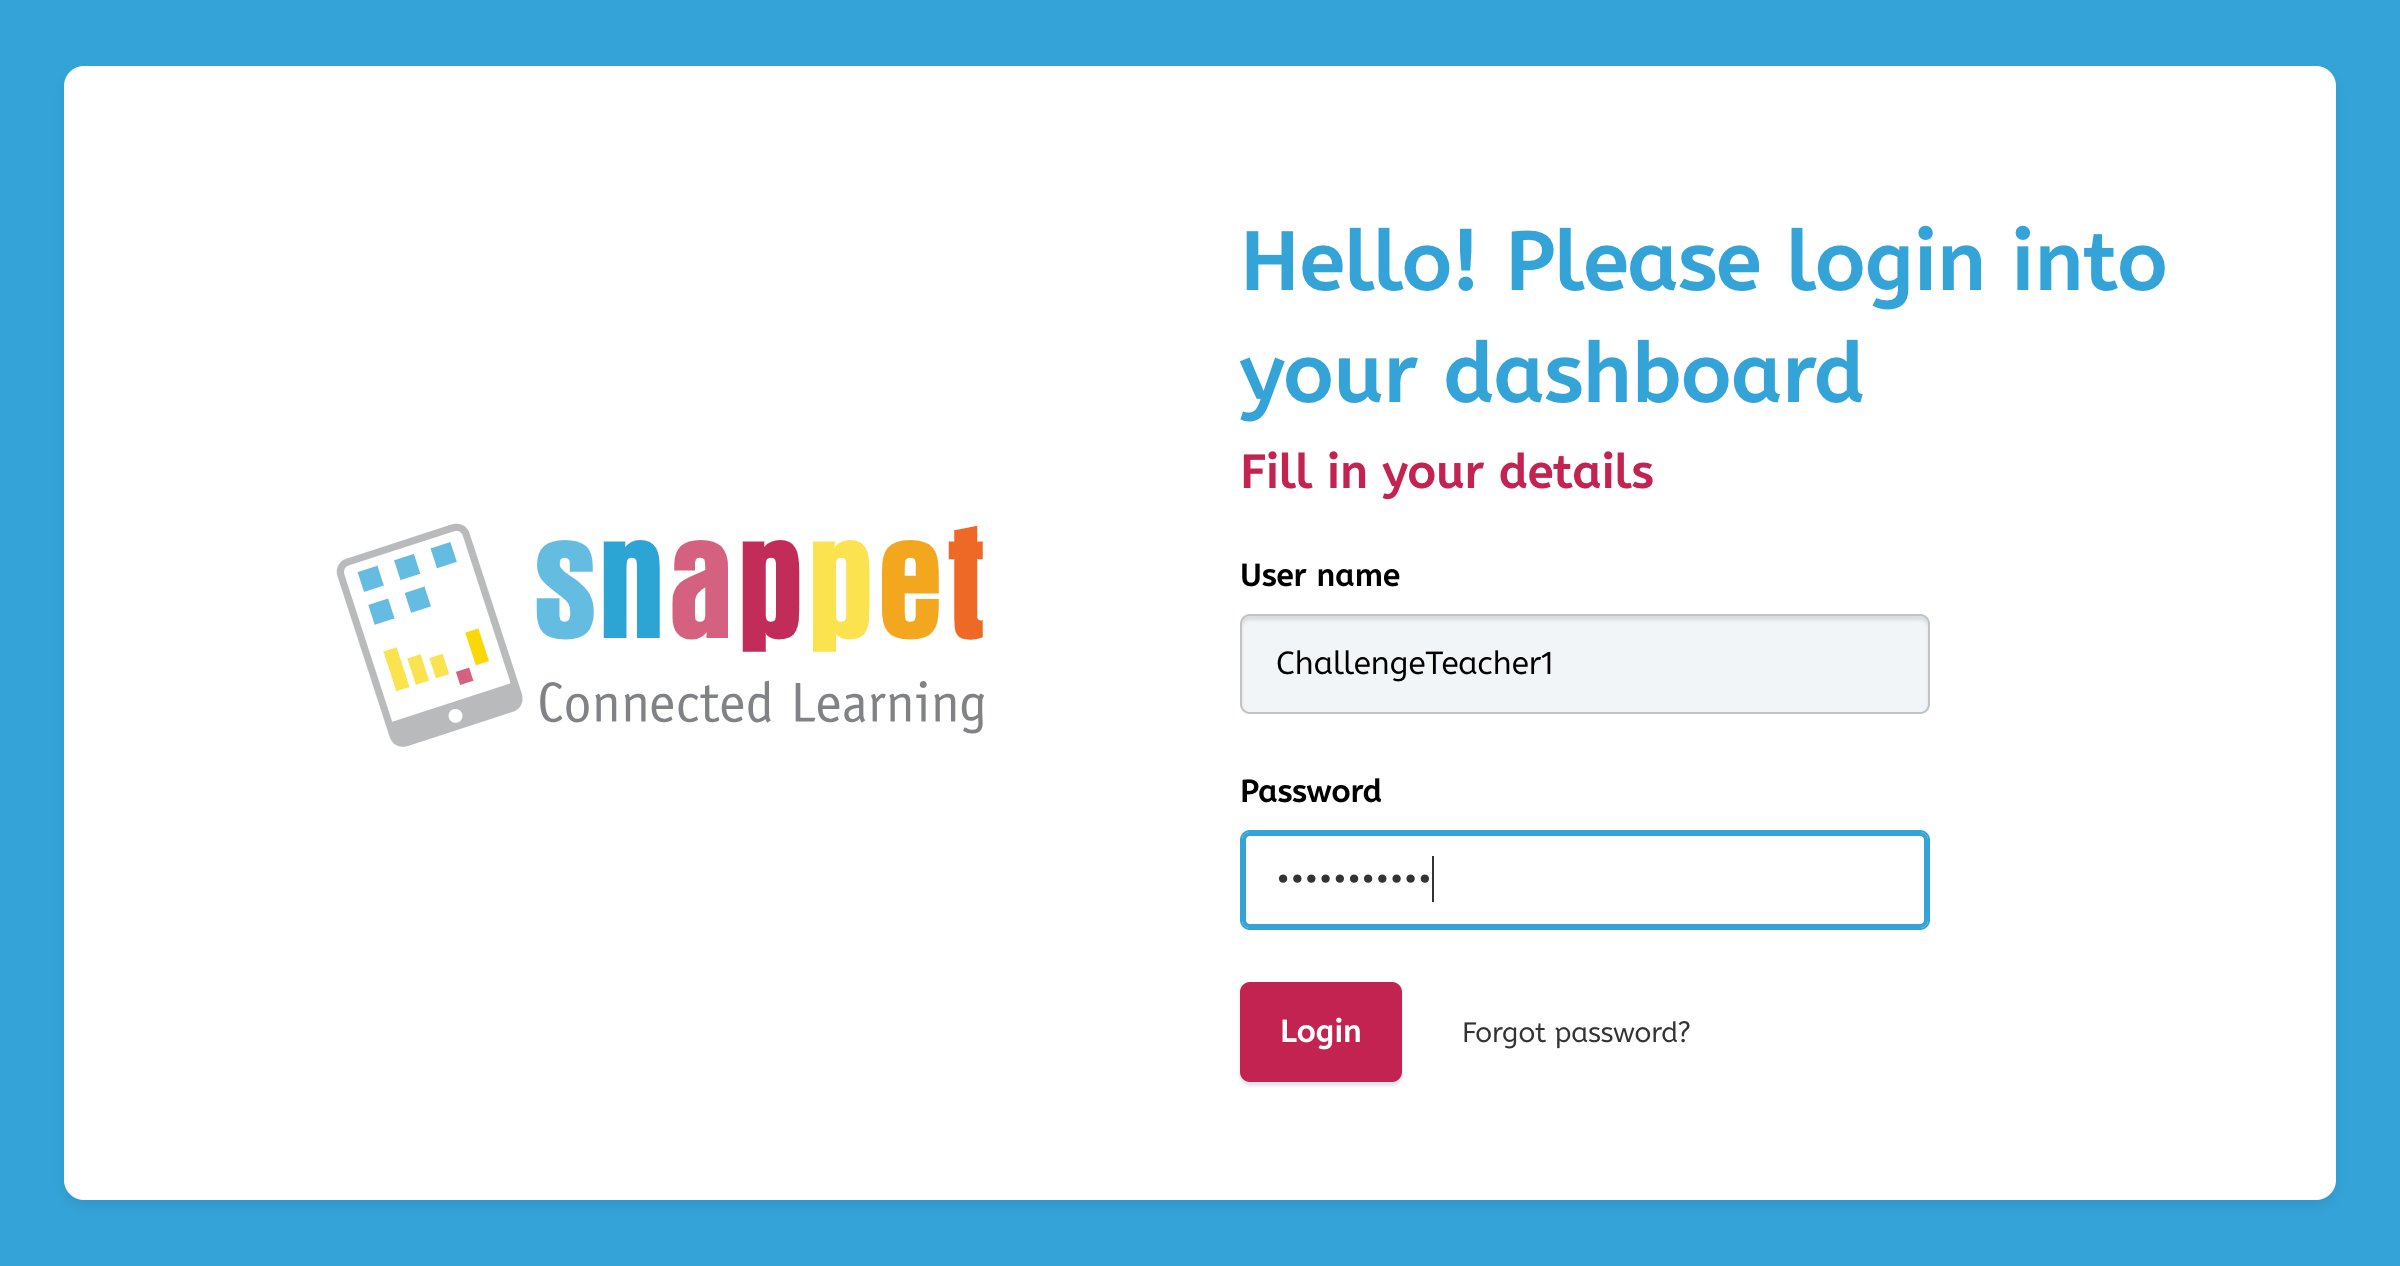 snappet
Connected Learning
Hello! Please login into
your dashboard
Fill in your details
User name
ChallengeTeacher1
Password
•••••••••••
Login
Forgot password?